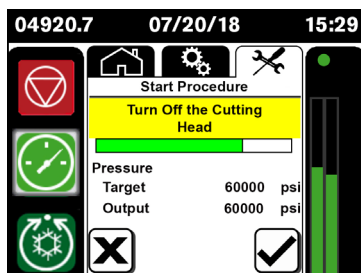 04920.7 07/20/18 15:29
Start Procedure
Turn Off the Cutting
Head
Pressure
Target 60000 psi
Output 60000 psi